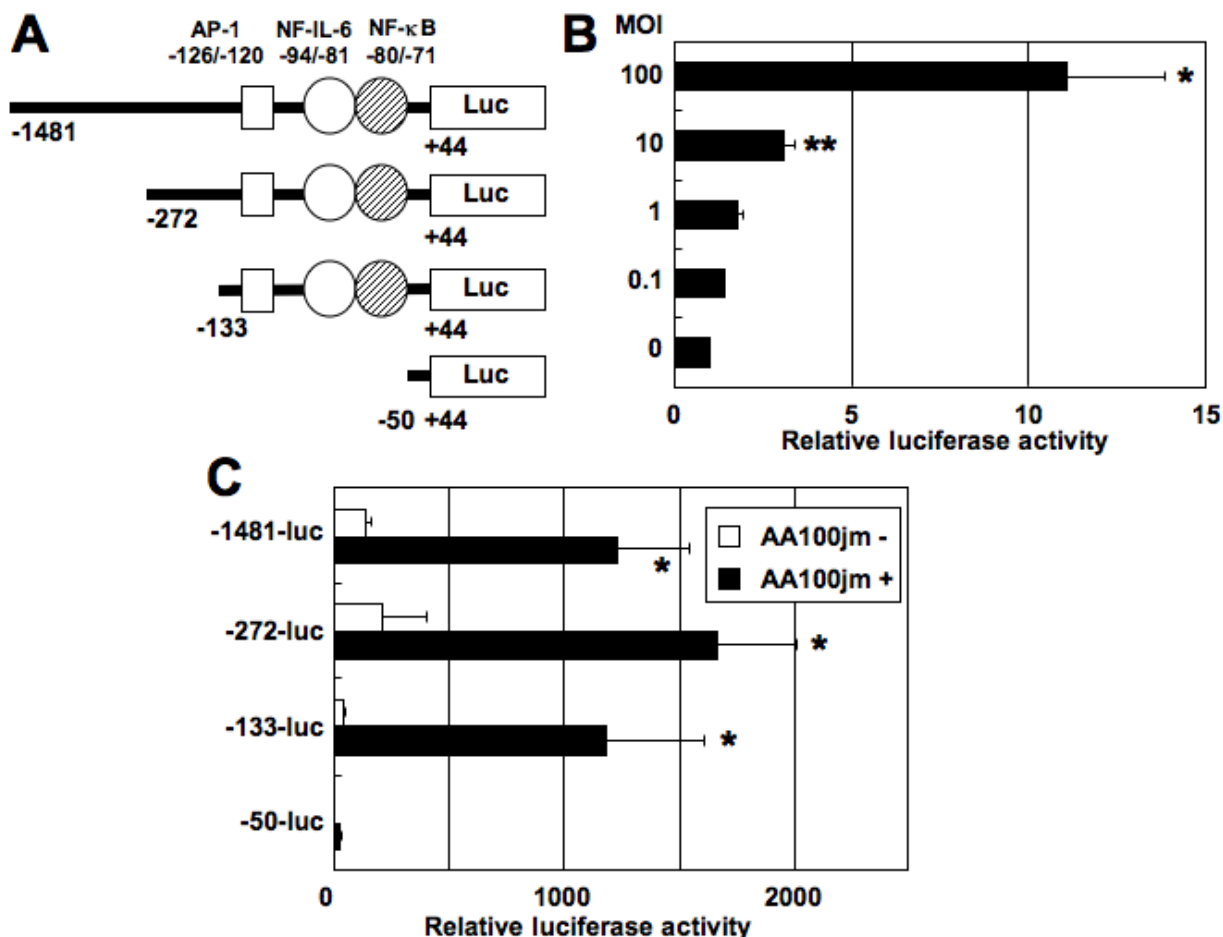 A
AP-1 NF-IL-6 NF-κB
-126/-120 -94/-81 -80/-71
Luc
-1481 +44
Luc
-272 +44
Luc
-133 +44
Luc
-50 +44
B
MOI
100 *
10 **
1
0.1
0
0 5 10 15
Relative luciferase activity
C
-1481-luc *
-272-luc *
-133-luc *
-50-luc
AA100jm -
AA100jm +
0 1000 2000
Relative luciferase activity